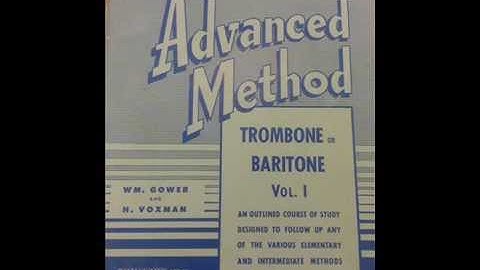 Advanced
Method
TROMBONE OR
BARITONE
VOL. I
WM. GOWER
AND
H. VOXMAN
AN OUTLINED COURSE OF STUDY
DESIGNED TO FOLLOW UP ANY
OF THE VARIOUS ELEMENTARY
AND INTERMEDIATE METHODS